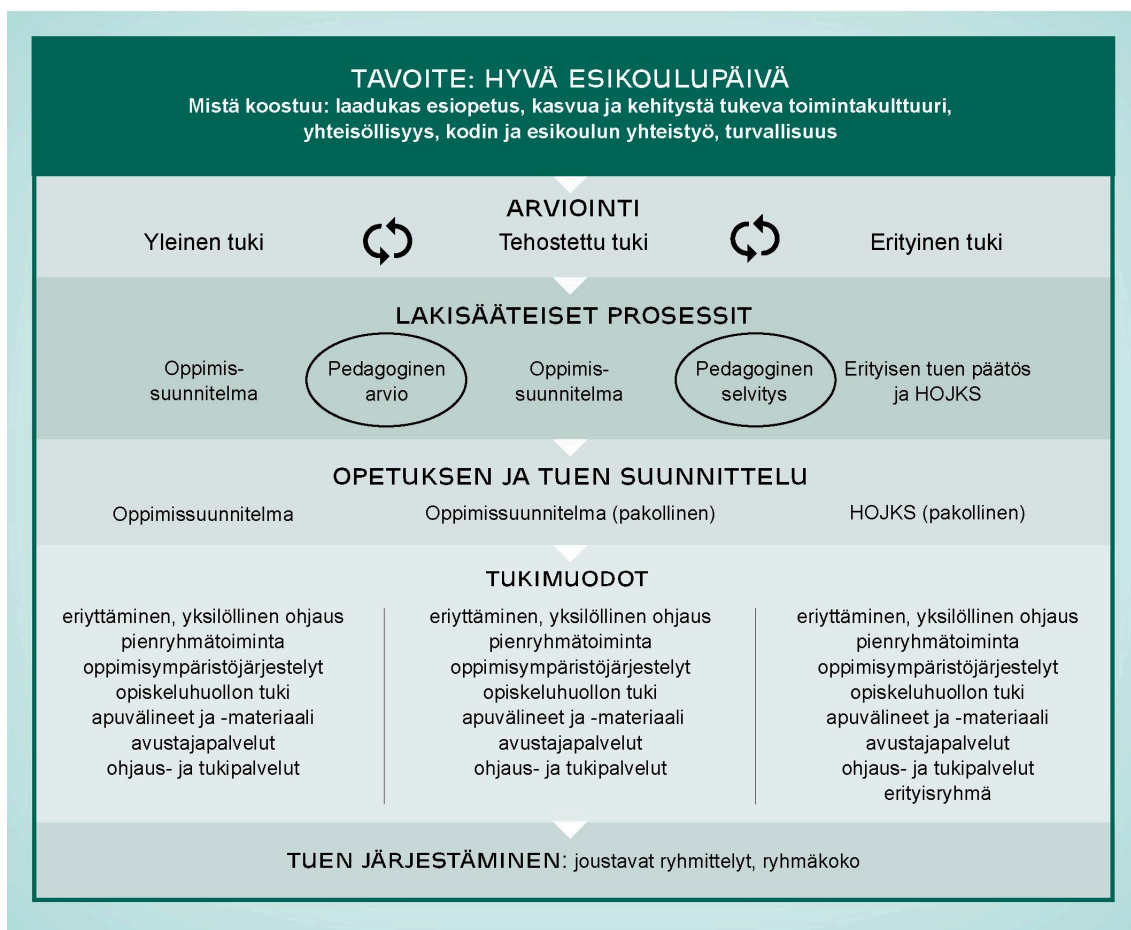 TAVOITE: HYVÄ ESIKOULUPÄIVÄ
Mistä koostuu: laadukas esiopetus, kasvua ja kehitystä tukeva toimintakulttuuri,
yhteisöllisyys, kodin ja esikoulun yhteistyö, turvallisuus
ARVIOINTI
Yleinen tuki
Tehostettu tuki
Erityinen tuki
LAKISÄÄTEISET PROSESSIT
Oppimis-
suunnitelma
Pedagoginen
arvio
Oppimis-
suunnitelma
Pedagoginen
selvitys
Erityisen tuen päätös
ja HOJKS
OPETUKSEN JA TUEN SUUNNITTELU
Oppimissuunnitelma
Oppimissuunnitelma (pakollinen)
HOJKS (pakollinen)
TUKIMUODOT
eriyttäminen, yksilöllinen ohjaus
pienryhmätoiminta
oppimisympäristöjärjestelyt
opiskeluhuollon tuki
apuvälineet ja -materiaali
avustajapalvelut
ohjaus- ja tukipalvelut
eriyttäminen, yksilöllinen ohjaus
pienryhmätoiminta
oppimisympäristöjärjestelyt
opiskeluhuollon tuki
apuvälineet ja -materiaali
avustajapalvelut
ohjaus- ja tukipalvelut
eriyttäminen, yksilöllinen ohjaus
pienryhmätoiminta
oppimisympäristöjärjestelyt
opiskeluhuollon tuki
apuvälineet ja -materiaali
avustajapalvelut
ohjaus- ja tukipalvelut
erityisryhmä
TUEN JÄRJESTÄMINEN: joustavat ryhmittelyt, ryhmäkoko